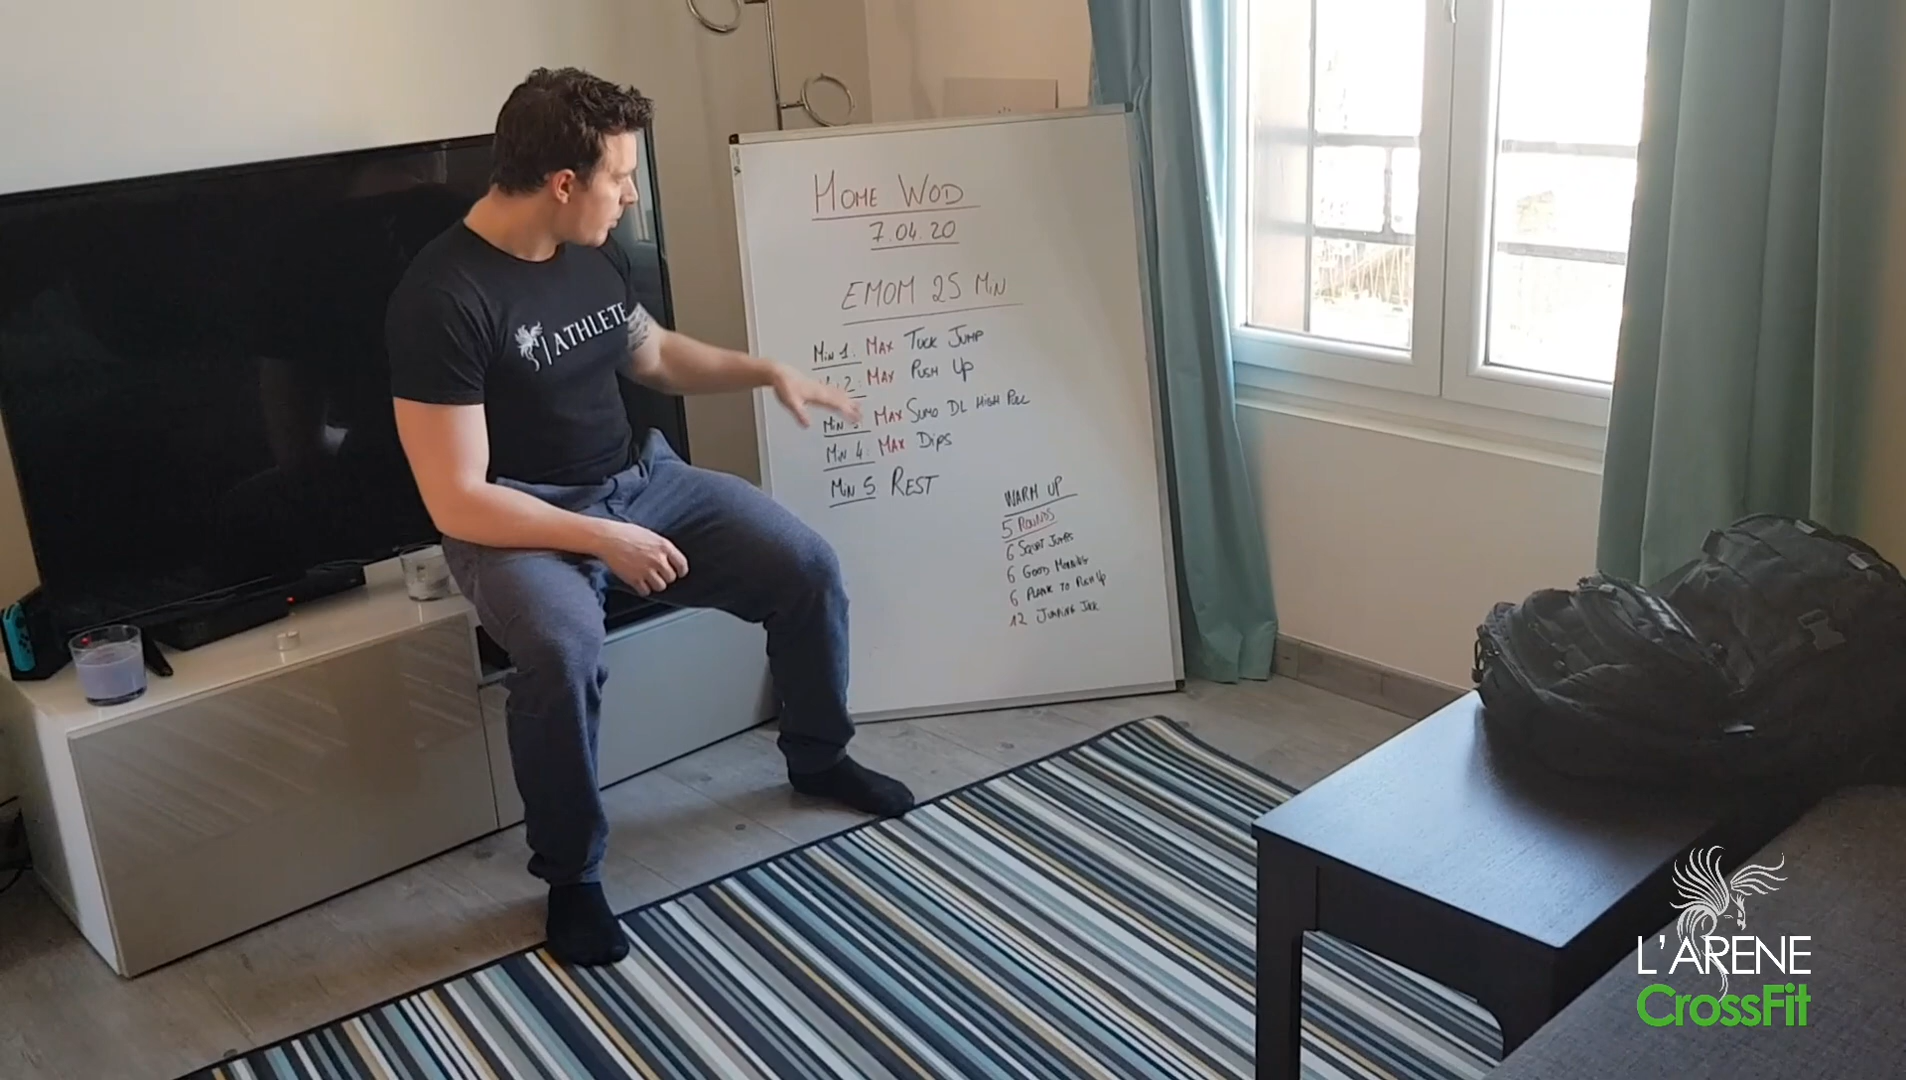 HOME WOD
7.04.20
EMOM 25 MIN
MIN 1: MAX TUCK JUMP
2: MAX PUSH UP
MIN MAX SUMO DL HIGH PULL
MIN 4: MAX DIPS
MIN 5 REST
WARM UP
5 ROUNDS
6 SQUAT JUMPS
6 GOOD MORNING
6 PLANK TO PUSH UP
12 JUMPING JACK
ATHLETE
L'ARENE
CrossFit